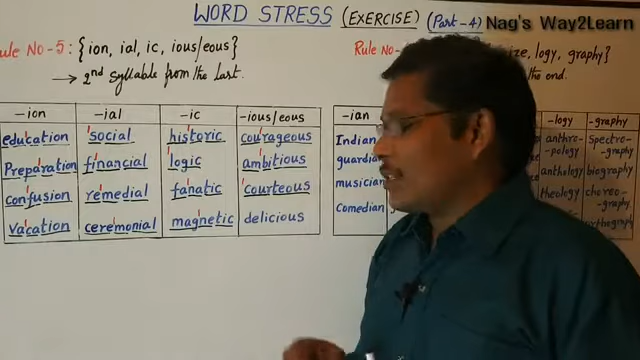 WORD STRESS (EXERCISE) (Part-4)
Nag's Way2Learn
Rule No-5: {ion, ial, ic, ious/eous}
→ 2nd syllable from the last.
-ion -ial -ic -ious/eous
education social historic courageous
Preparation financial logic ambitious
confusion remedial fanatic courteous
vacation ceremonial magnetic delicious
Rule No- ize, logy, graphy}
the end.
-ian -logy -graphy
Indian anthro- Spectro-
-pology -graphy
guardia anthology biography
musician theology choreo-
-graphy
Comedian orthograph